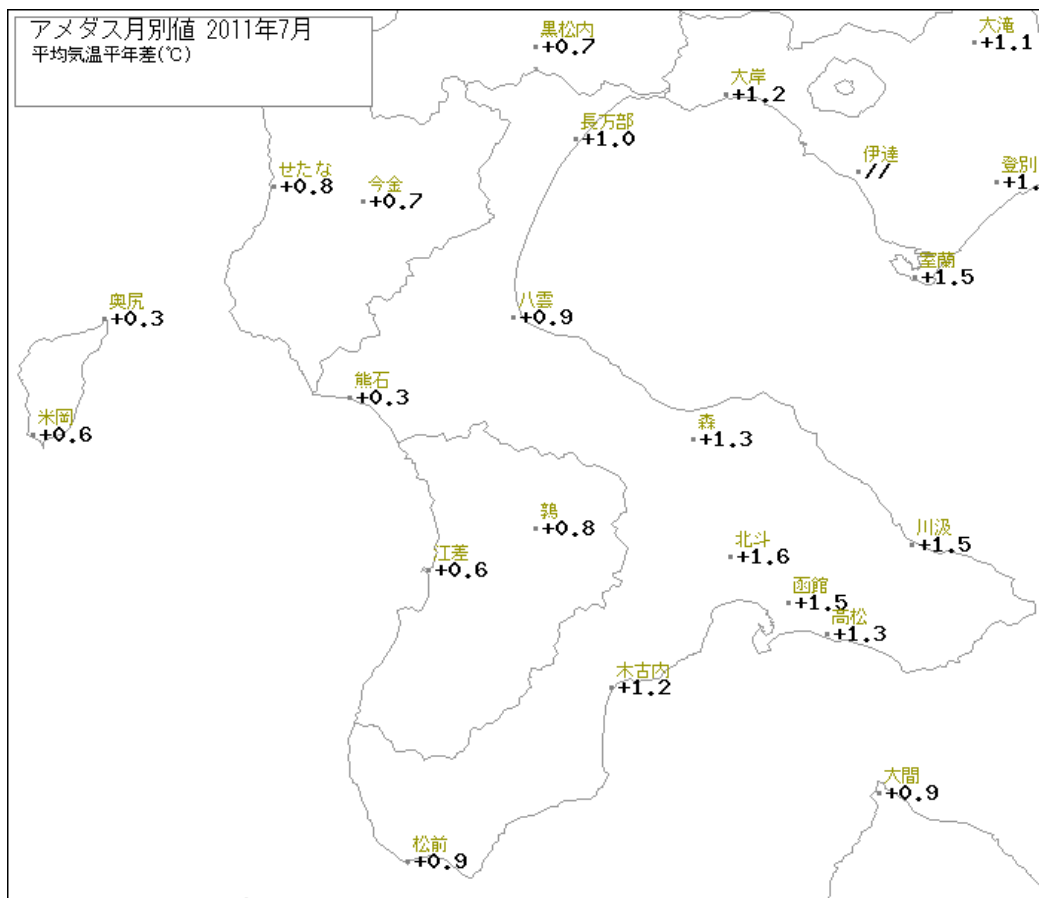 アメダス月別値 2011年7月
平均気温平年差(℃)
黒松内
+0.7
大滝
+1.1
大岸
+1.2
長万部
+1.0
伊達
//
登別
+1.
せたな
+0.8
今金
+0.7
室蘭
+1.5
奥尻
+0.3
八雲
+0.9
熊石
+0.3
米岡
+0.6
森
+1.3
鶉
+0.8
川汲
+1.5
北斗
+1.6
江差
+0.6
函館
+1.5
高松
+1.3
木古内
+1.2
大間
+0.9
松前
+0.9